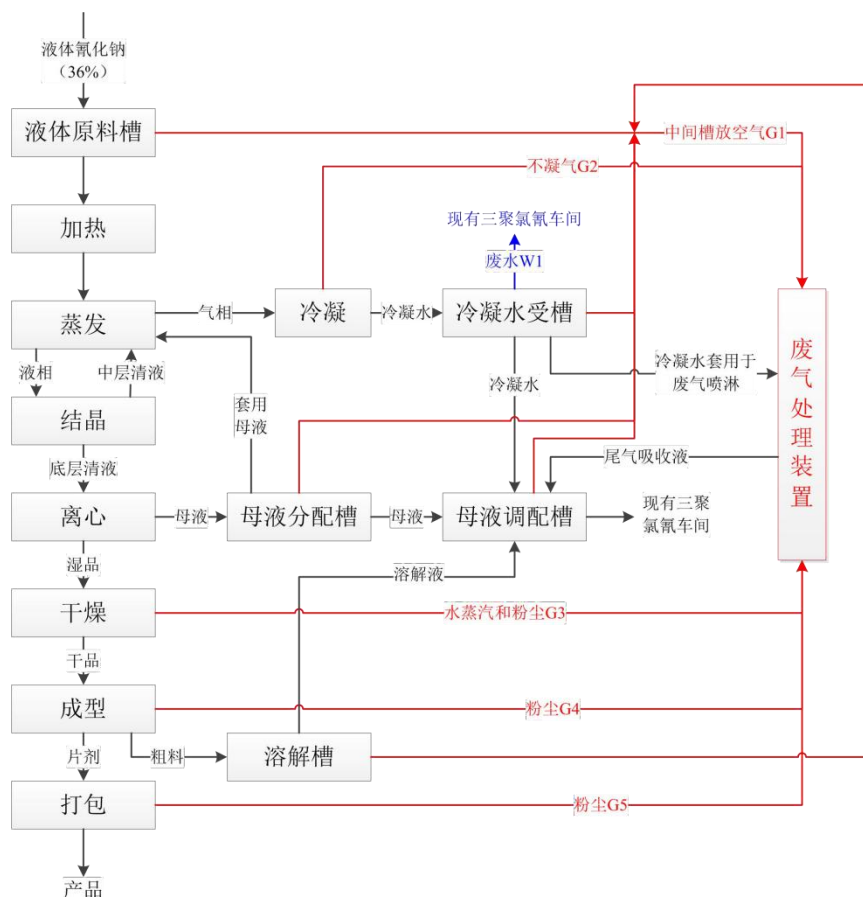 液体氰化钠
（36%）
液体原料槽
中间槽放空气G1
不凝气G2
加热
现有三聚氯氰车间
废水W1
蒸发
气相
冷凝
冷凝水
冷凝水受槽
废气处理装置
液相
中层清液
冷凝水套用于
废气喷淋
冷凝水
套用
母液
结晶
底层清液
尾气吸收液
离心
母液
母液分配槽
母液
母液调配槽
现有三聚
氯氰车间
湿品
溶解液
干燥
水蒸汽和粉尘G3
干品
成型
粉尘G4
片剂
粗料
溶解槽
打包
粉尘G5
产品